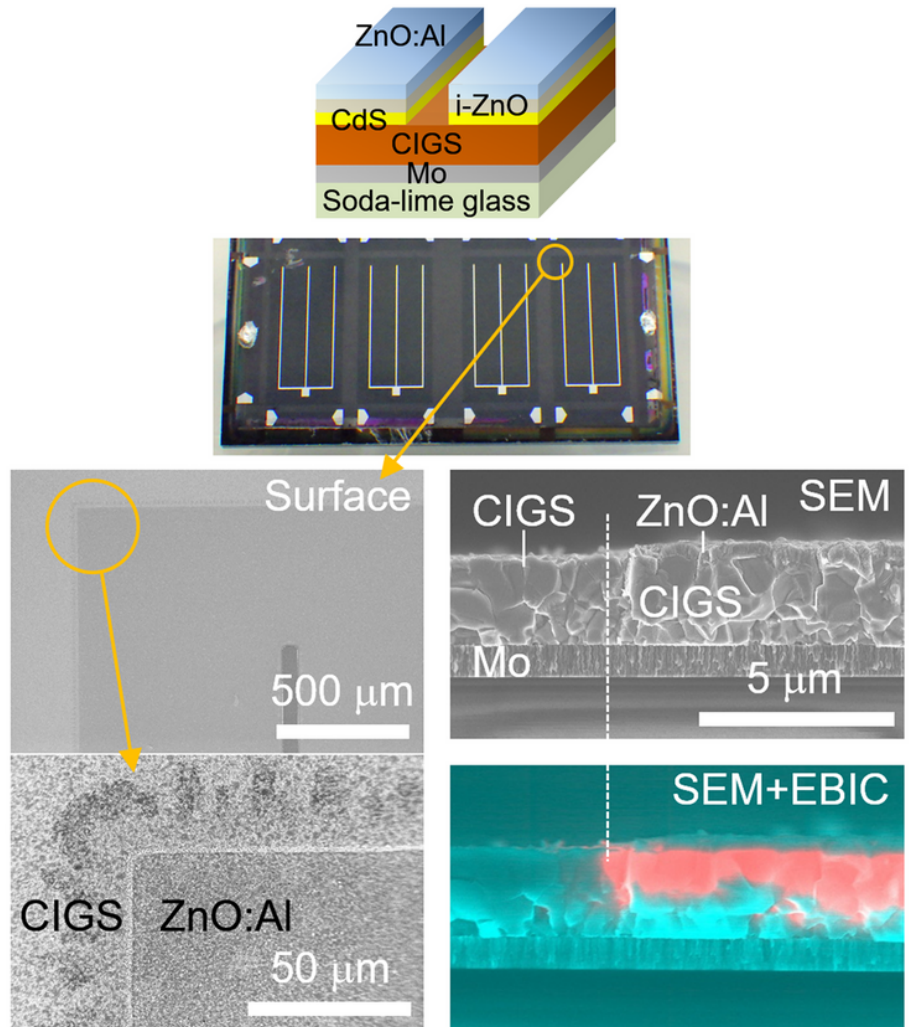 ZnO:Al
i-ZnO
CdS
CIGS
Mo
Soda-lime glass
Surface
500 μm
CIGS
ZnO:Al
SEM
CIGS
Mo
5 μm
CIGS
ZnO:Al
50 μm
SEM+EBIC